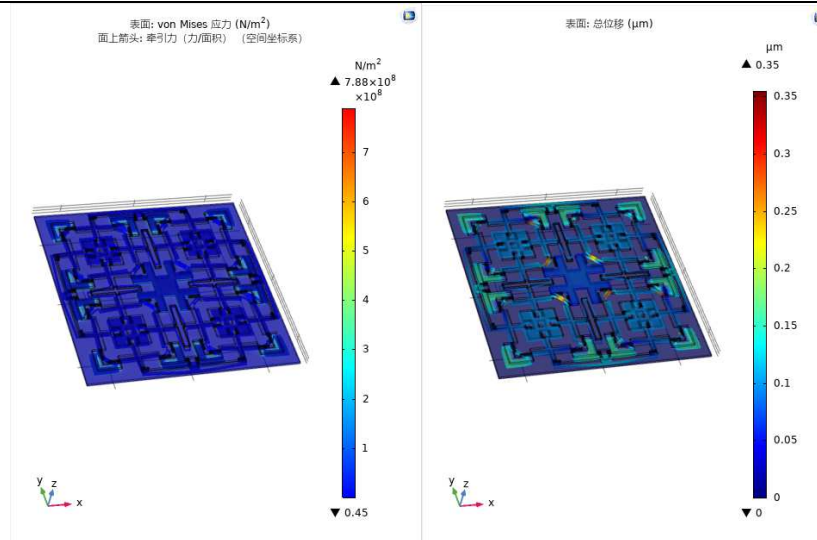 表面: von Mises 应力 (N/m²)
面上箭头: 牵引力（力/面积） （空间坐标系）
N/m²
▲ 7.88×10⁸
×10⁸
7
6
5
4
3
2
1
▼ 0.45
y z
x
表面: 总位移 (µm)
µm
▲ 0.35
0.35
0.3
0.25
0.2
0.15
0.1
0.05
0
▼ 0
y z
x